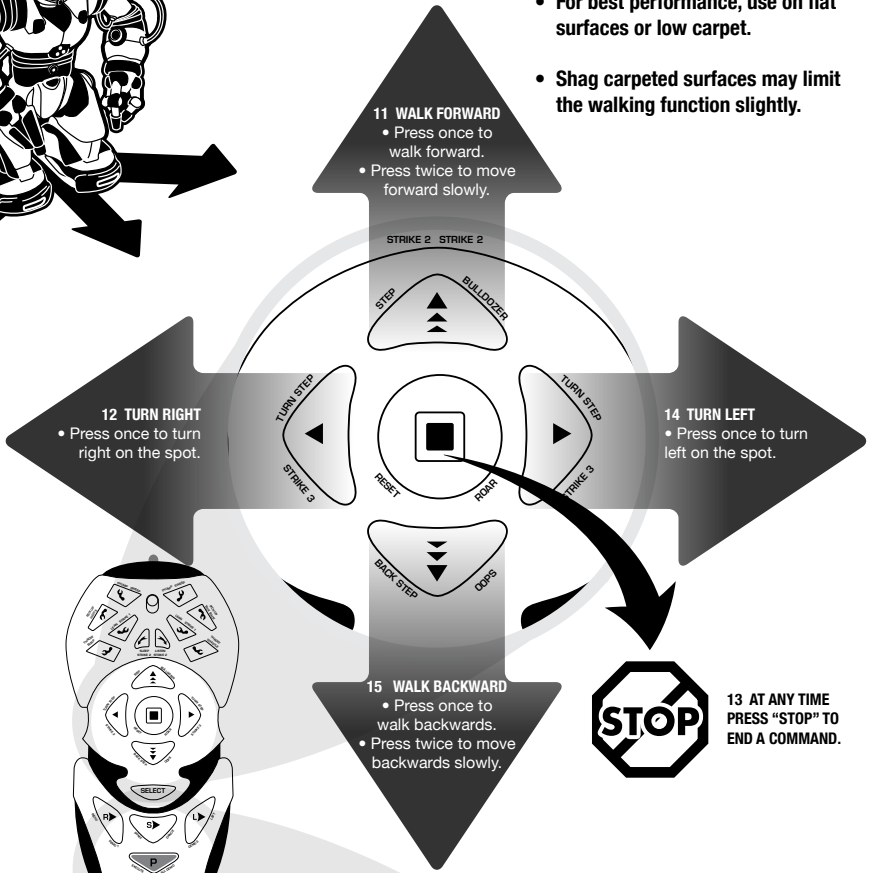 • For best performance, use on flat
surfaces or low carpet.
• Shag carpeted surfaces may limit
the walking function slightly.
11 WALK FORWARD
• Press once to
walk forward.
• Press twice to move
forward slowly.
STRIKE 2 STRIKE 2
STEP
BULLDOZER
12 TURN RIGHT
• Press once to turn
right on the spot.
TURN STEP
STRIKE 3
RESET
ROAR
TURN STEP
STRIKE 3
14 TURN LEFT
• Press once to turn
left on the spot.
BACK STEP
OOPS
15 WALK BACKWARD
• Press once to
walk backwards.
• Press twice to move
backwards slowly.
STOP
13 AT ANY TIME
PRESS “STOP” TO
END A COMMAND.
SELECT
R
S
L
P